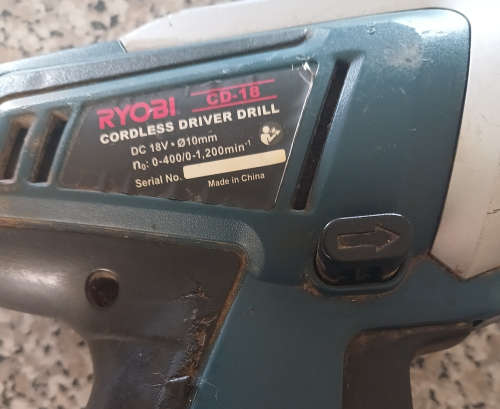 RYOBI CD-18
CORDLESS DRIVER DRILL
DC 18V • Ø10mm
n₀: 0-400/0-1,200min⁻¹
Serial No.
Made in China